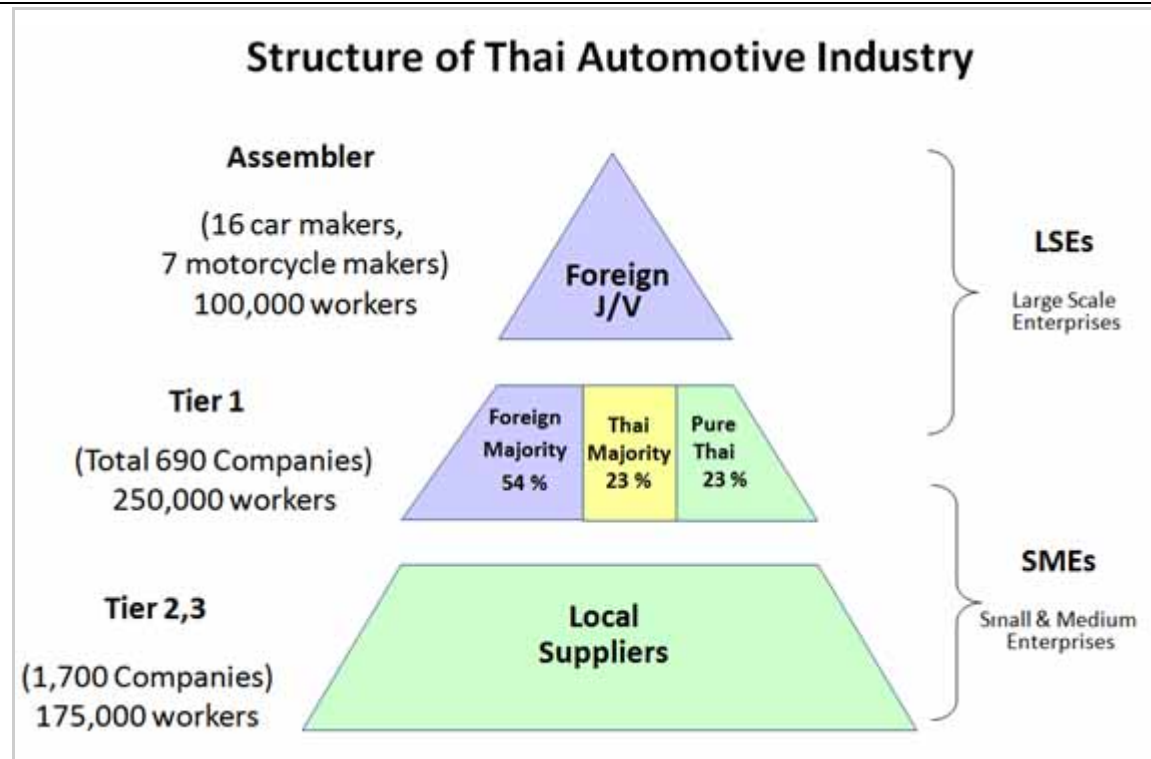 Structure of Thai Automotive Industry
Assembler
(16 car makers,
7 motorcycle makers)
100,000 workers
Foreign
J/V
LSEs
Large Scale
Enterprises
Tier 1
(Total 690 Companies)
250,000 workers
Foreign
Majority
54 %
Thai
Majority
23 %
Pure
Thai
23 %
SMEs
Small & Medium
Enterprises
Tier 2,3
(1,700 Companies)
175,000 workers
Local
Suppliers